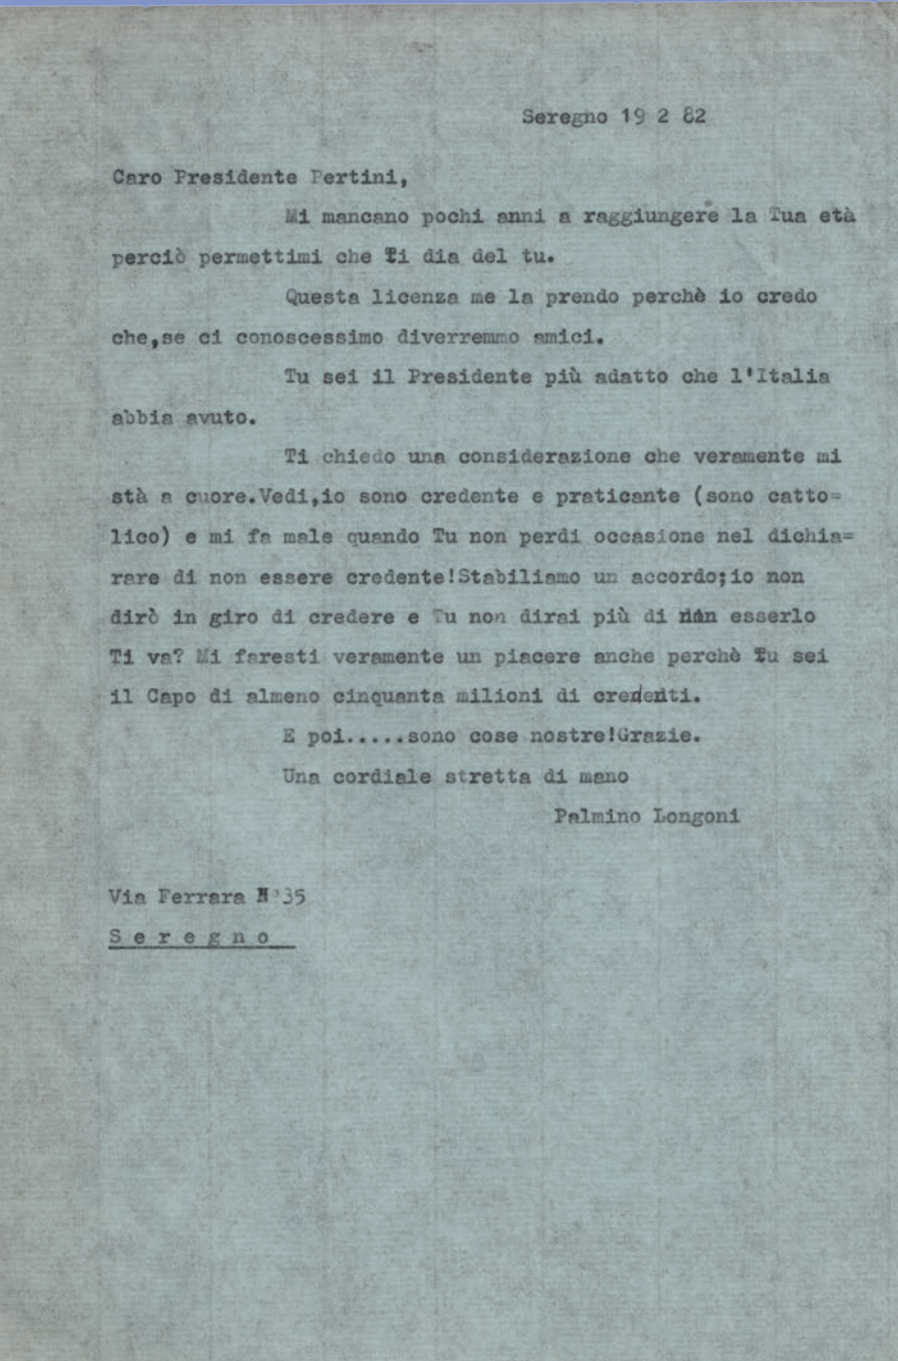 Seregno 19 2 82
Caro Presidente Pertini,
Mi mancano pochi anni a raggiungere la Tua età
perciò permettimi che Ti dia del tu.
Questa licenza me la prendo perchè io credo
che,se ci conoscessimo diverremmo amici.
Tu sei il Presidente più adatto che l'Italia
abbia avuto.
Ti chiedo una considerazione che veramente mi
stà a cuore.Vedi,io sono credente e praticante (sono catto=
lico) e mi fa male quando Tu non perdi occasione nel dichia=
rare di non essere credente!Stabiliamo un accordo;io non
dirò in giro di credere e Tu non dirai più di non esserlo
Ti va? Mi faresti veramente un piacere anche perchè Tu sei
il Capo di almeno cinquanta milioni di credenti.
E poi.....sono cose nostre!Grazie.
Una cordiale stretta di mano
Palmino Longoni
Via Ferrara N°35
S e r e g n o